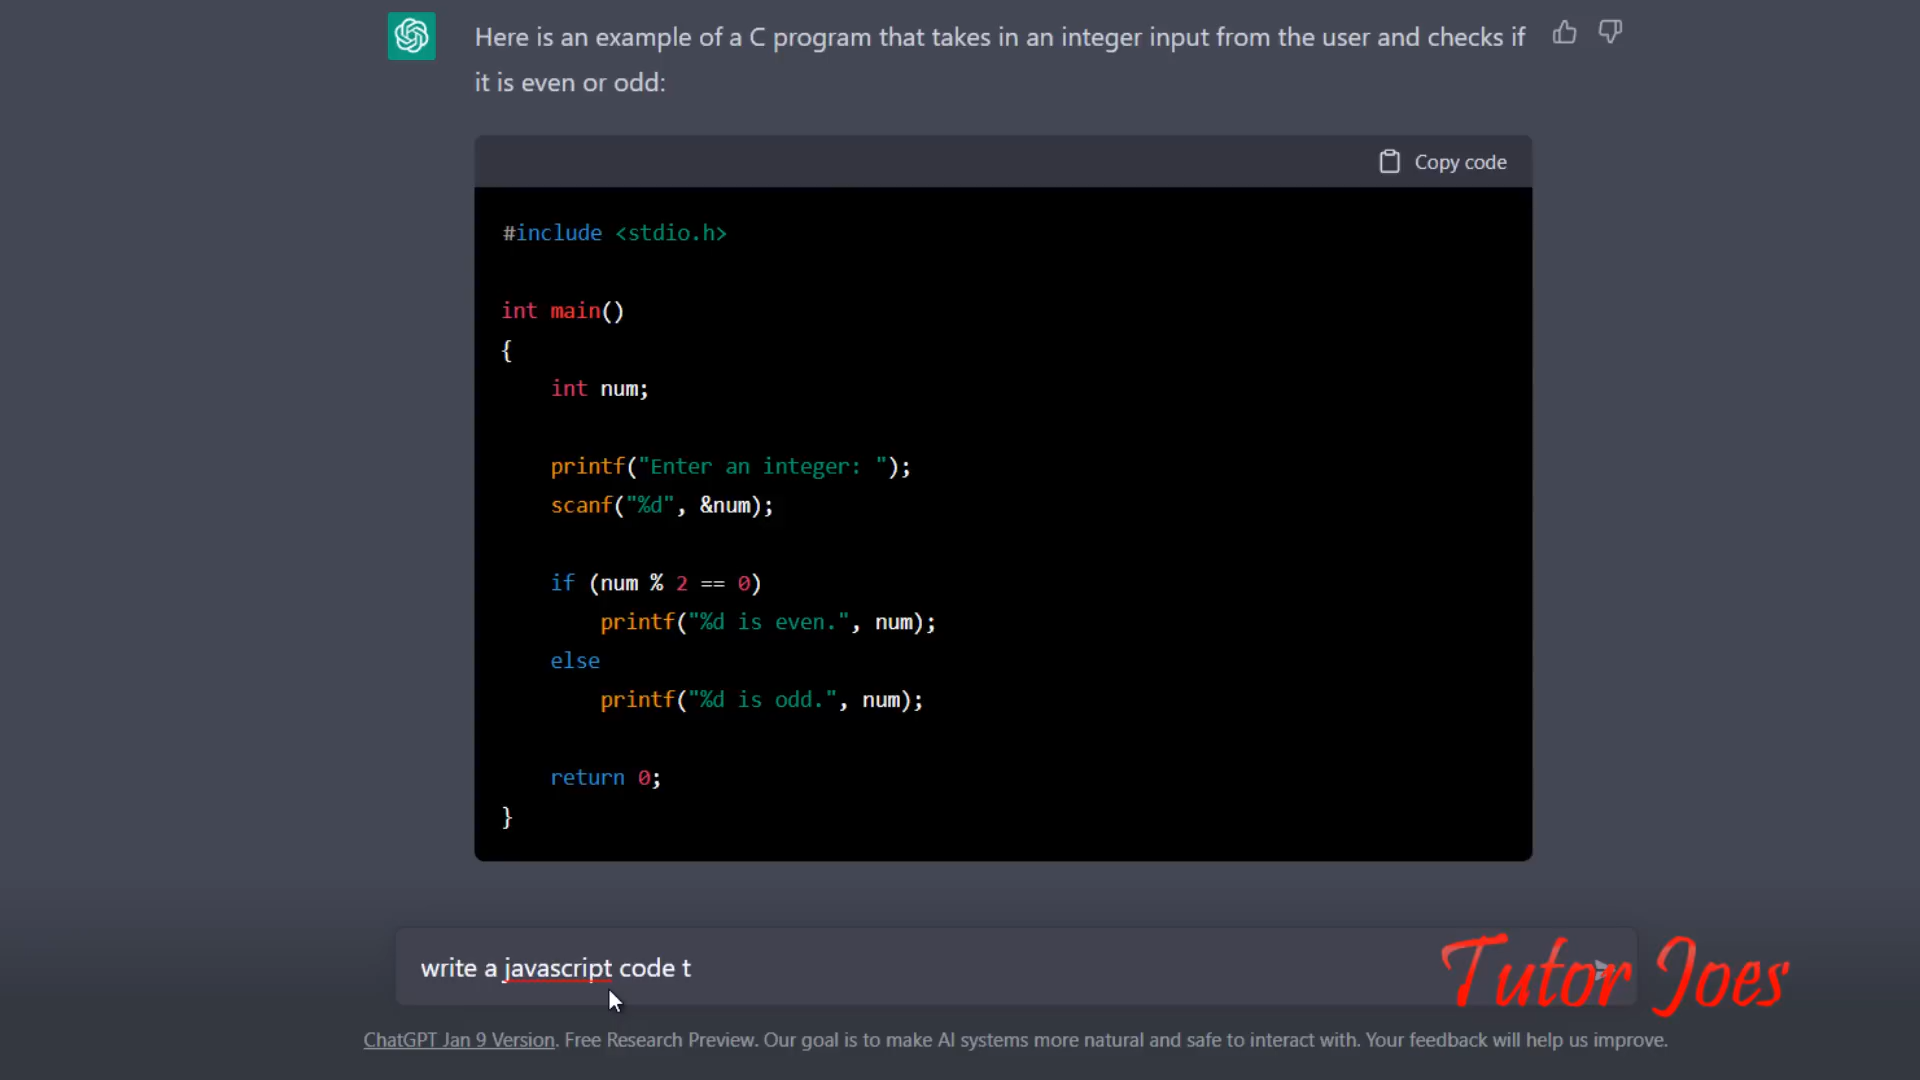 Here is an example of a C program that takes in an integer input from the user and checks if
it is even or odd:
Copy code
#include <stdio.h>
int main()
{
    int num;
    printf("Enter an integer: ");
    scanf("%d", &num);
    if (num % 2 == 0)
        printf("%d is even.", num);
    else
        printf("%d is odd.", num);
    return 0;
}
write a javascript code t
Tutor Joes
ChatGPT Jan 9 Version. Free Research Preview. Our goal is to make AI systems more natural and safe to interact with. Your feedback will help us improve.